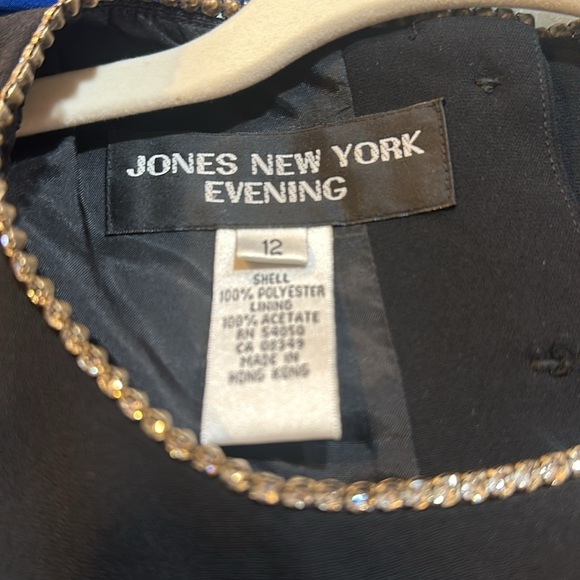 JONES NEW YORK
EVENING
12
SHELL
100% POLYESTER
LINING
100% ACETATE
RN 54050
CA 08349
MADE IN
HONG KONG